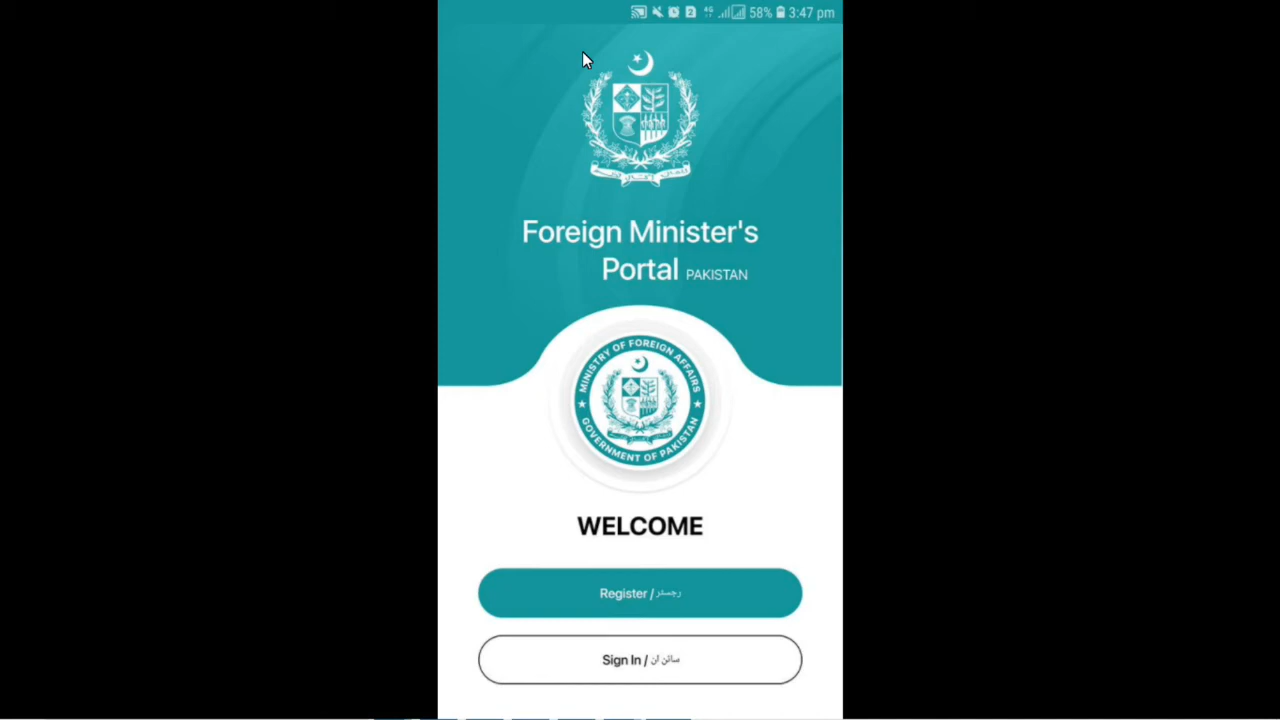 4G 58% 3:47 pm
Foreign Minister's
Portal PAKISTAN
MINISTRY OF FOREIGN AFFAIRS
GOVERNMENT OF PAKISTAN
WELCOME
Register / رجسٹر
Sign In / سائن ان